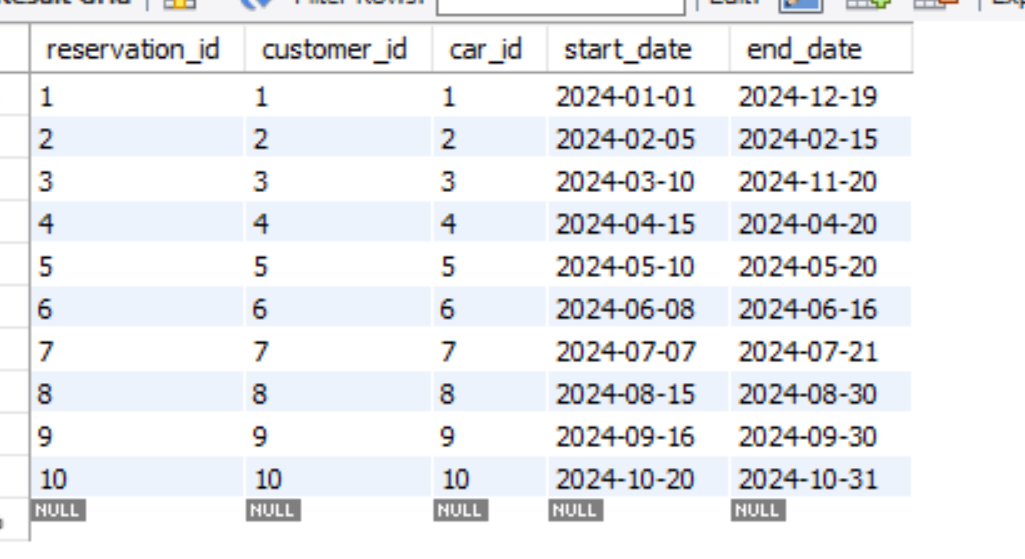 Result Grid | Filter Rows: | Edit: | Exp
reservation_id customer_id car_id start_date end_date
1 1 1 2024-01-01 2024-12-19
2 2 2 2024-02-05 2024-02-15
3 3 3 2024-03-10 2024-11-20
4 4 4 2024-04-15 2024-04-20
5 5 5 2024-05-10 2024-05-20
6 6 6 2024-06-08 2024-06-16
7 7 7 2024-07-07 2024-07-21
8 8 8 2024-08-15 2024-08-30
9 9 9 2024-09-16 2024-09-30
10 10 10 2024-10-20 2024-10-31
NULL NULL NULL NULL NULL